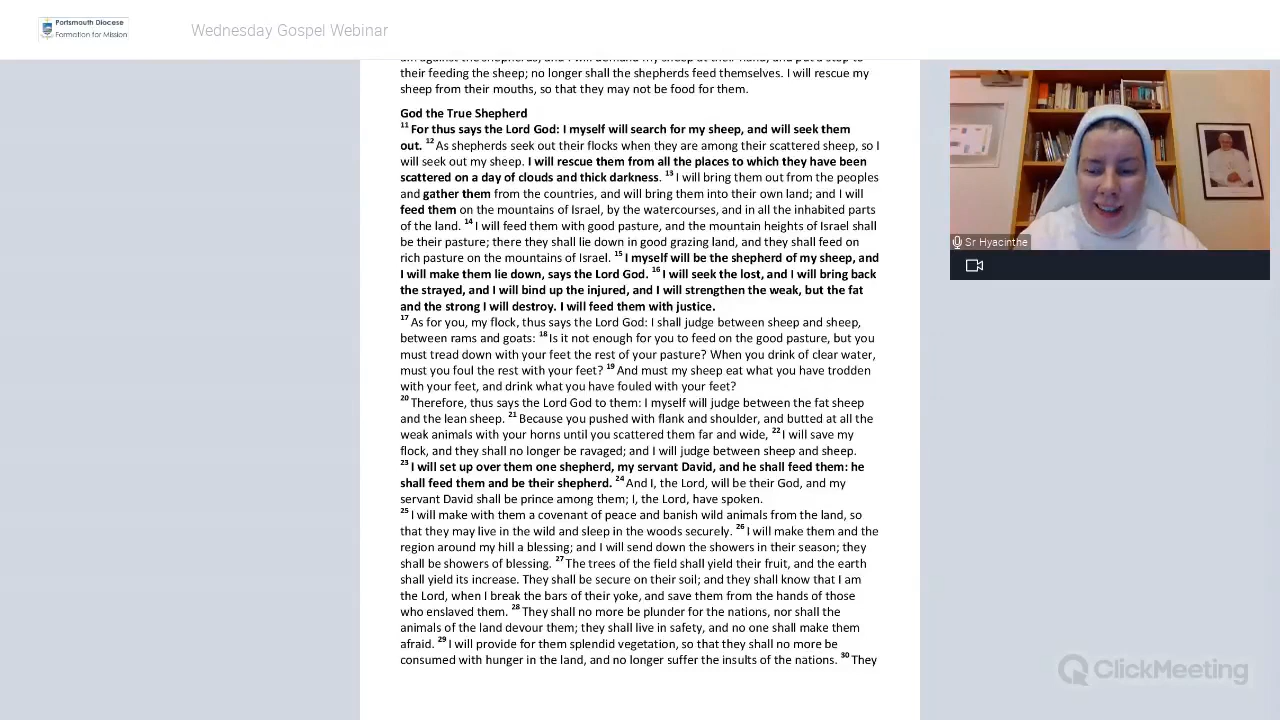 Portsmouth Diocese
Formation for Mission
Wednesday Gospel Webinar
their feeding the sheep; no longer shall the shepherds feed themselves. I will rescue my
sheep from their mouths, so that they may not be food for them.
God the True Shepherd
11 For thus says the Lord God: I myself will search for my sheep, and will seek them
out. 12 As shepherds seek out their flocks when they are among their scattered sheep, so I
will seek out my sheep. I will rescue them from all the places to which they have been
scattered on a day of clouds and thick darkness. 13 I will bring them out from the peoples
and gather them from the countries, and will bring them into their own land; and I will
feed them on the mountains of Israel, by the watercourses, and in all the inhabited parts
of the land. 14 I will feed them with good pasture, and the mountain heights of Israel shall
be their pasture; there they shall lie down in good grazing land, and they shall feed on
rich pasture on the mountains of Israel. 15 I myself will be the shepherd of my sheep, and
I will make them lie down, says the Lord God. 16 I will seek the lost, and I will bring back
the strayed, and I will bind up the injured, and I will strengthen the weak, but the fat
and the strong I will destroy. I will feed them with justice.
17 As for you, my flock, thus says the Lord God: I shall judge between sheep and sheep,
between rams and goats: 18 Is it not enough for you to feed on the good pasture, but you
must tread down with your feet the rest of your pasture? When you drink of clear water,
must you foul the rest with your feet? 19 And must my sheep eat what you have trodden
with your feet, and drink what you have fouled with your feet?
20 Therefore, thus says the Lord God to them: I myself will judge between the fat sheep
and the lean sheep. 21 Because you pushed with flank and shoulder, and butted at all the
weak animals with your horns until you scattered them far and wide, 22 I will save my
flock, and they shall no longer be ravaged; and I will judge between sheep and sheep.
23 I will set up over them one shepherd, my servant David, and he shall feed them: he
shall feed them and be their shepherd. 24 And I, the Lord, will be their God, and my
servant David shall be prince among them; I, the Lord, have spoken.
25 I will make with them a covenant of peace and banish wild animals from the land, so
that they may live in the wild and sleep in the woods securely. 26 I will make them and the
region around my hill a blessing; and I will send down the showers in their season; they
shall be showers of blessing. 27 The trees of the field shall yield their fruit, and the earth
shall yield its increase. They shall be secure on their soil; and they shall know that I am
the Lord, when I break the bars of their yoke, and save them from the hands of those
who enslaved them. 28 They shall no more be plunder for the nations, nor shall the
animals of the land devour them; they shall live in safety, and no one shall make them
afraid. 29 I will provide for them splendid vegetation, so that they shall no more be
consumed with hunger in the land, and no longer suffer the insults of the nations. 30 They
Sr Hyacinthe
ClickMeeting